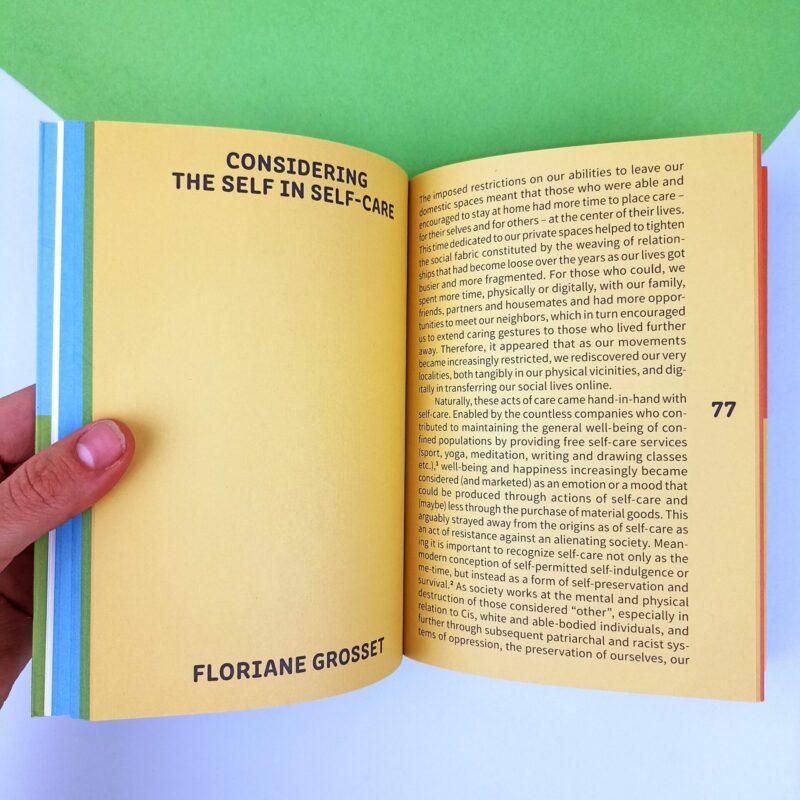 CONSIDERING
THE SELF IN SELF-CARE
FLORIANE GROSSET
The imposed restrictions on our abilities to leave our
domestic spaces meant that those who were able and
encouraged to stay at home had more time to place care –
for their selves and for others – at the center of their lives.
This time dedicated to our private spaces helped to tighten
the social fabric constituted by the weaving of relation-
ships that had become loose over the years as our lives got
busier and more fragmented. For those who could, we
spent more time, physically or digitally, with our family,
friends, partners and housemates and had more oppor-
tunities to meet our neighbors, which in turn encouraged
us to extend caring gestures to those who lived further
away. Therefore, it appeared that as our movements
became increasingly restricted, we rediscovered our very
localities, both tangibly in our physical vicinities, and dig-
itally in transferring our social lives online.
Naturally, these acts of care came hand-in-hand with
self-care. Enabled by the countless companies who con-
tributed to maintaining the general well-being of con-
fined populations by providing free self-care services
(sport, yoga, meditation, writing and drawing classes
etc.),¹ well-being and happiness increasingly became
considered (and marketed) as an emotion or a mood that
could be produced through actions of self-care and
(maybe) less through the purchase of material goods. This
arguably strayed away from the origins as of self-care as
an act of resistance against an alienating society. Mean-
ing it is important to recognize self-care not only as the
modern conception of self-permitted self-indulgence or
me-time, but instead as a form of self-preservation and
survival.² As society works at the mental and physical
destruction of those considered “other”, especially in
relation to Cis, white and able-bodied individuals, and
further through subsequent patriarchal and racist sys-
tems of oppression, the preservation of ourselves, our
77